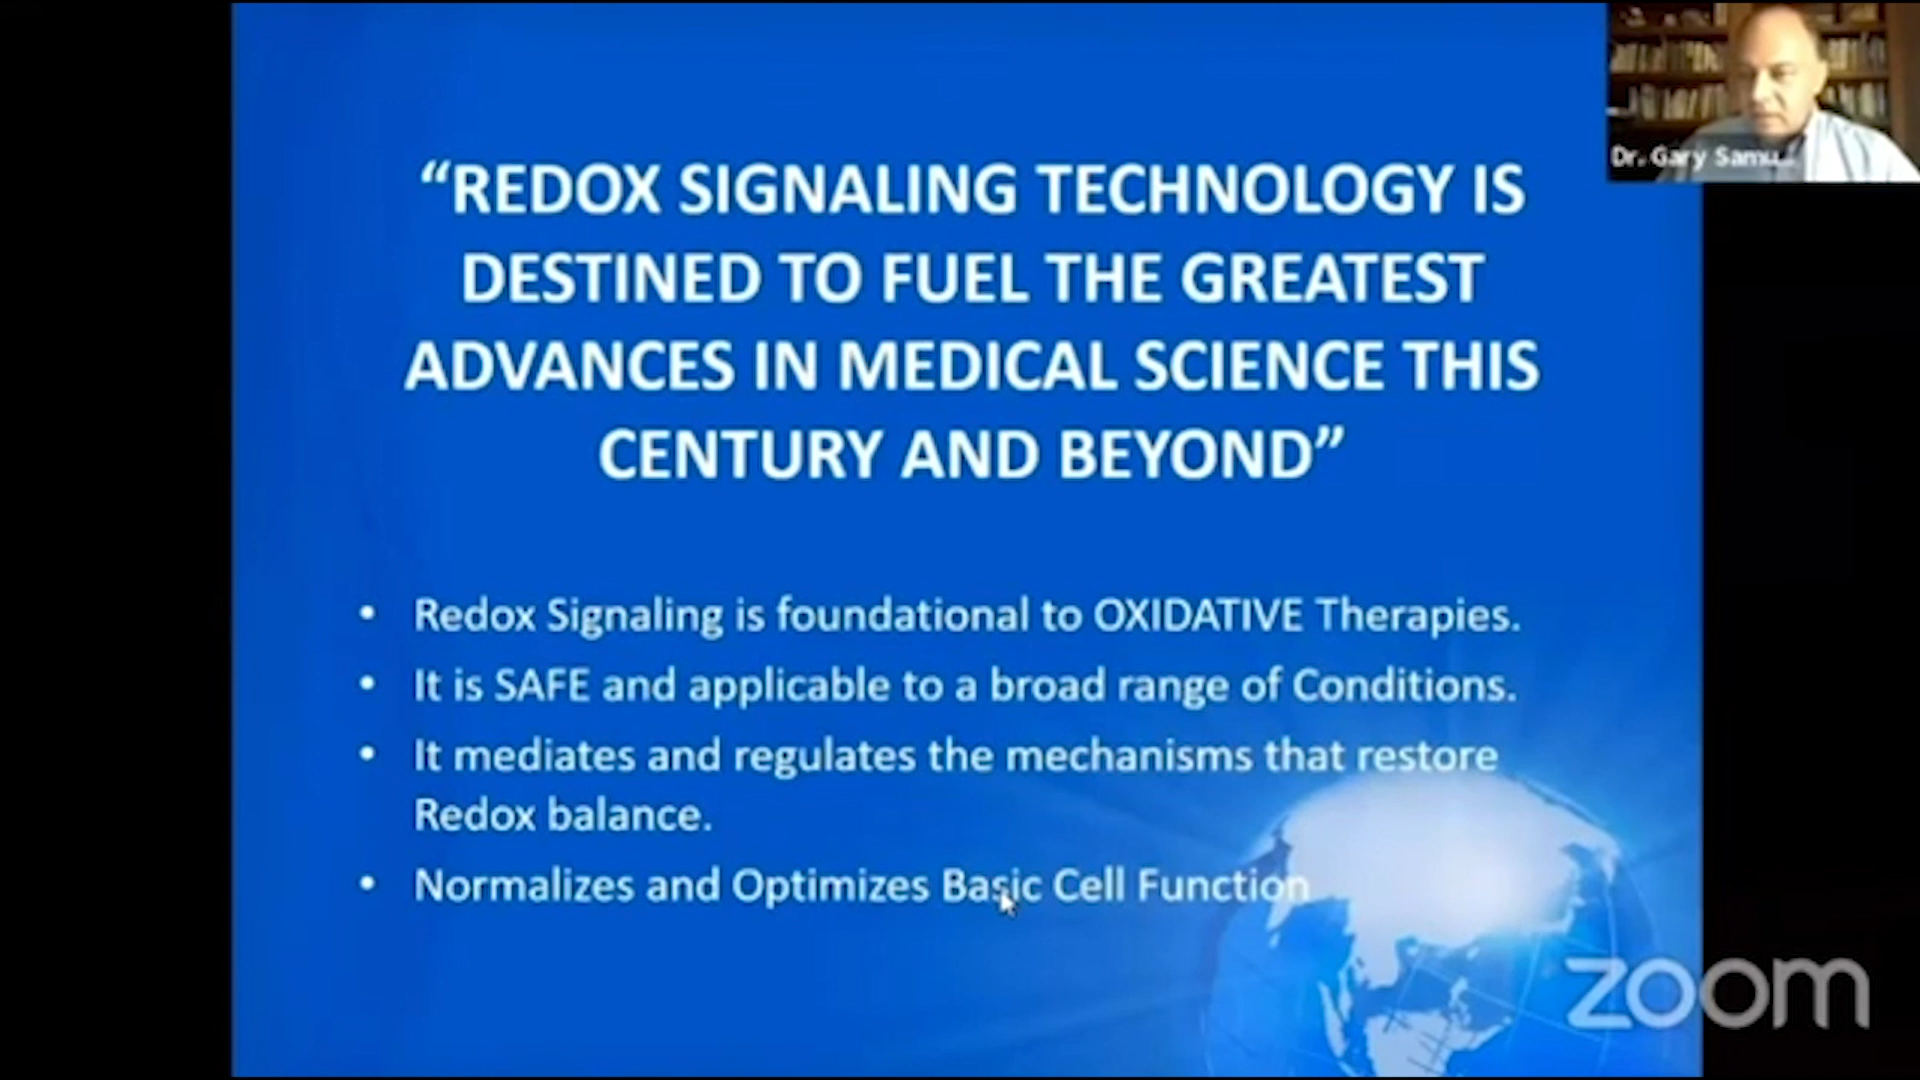 Dr. Gary Samu...
“REDOX SIGNALING TECHNOLOGY IS
DESTINED TO FUEL THE GREATEST
ADVANCES IN MEDICAL SCIENCE THIS
CENTURY AND BEYOND”
• Redox Signaling is foundational to OXIDATIVE Therapies.
• It is SAFE and applicable to a broad range of Conditions.
• It mediates and regulates the mechanisms that restore
Redox balance.
• Normalizes and Optimizes Basic Cell Function
zoom